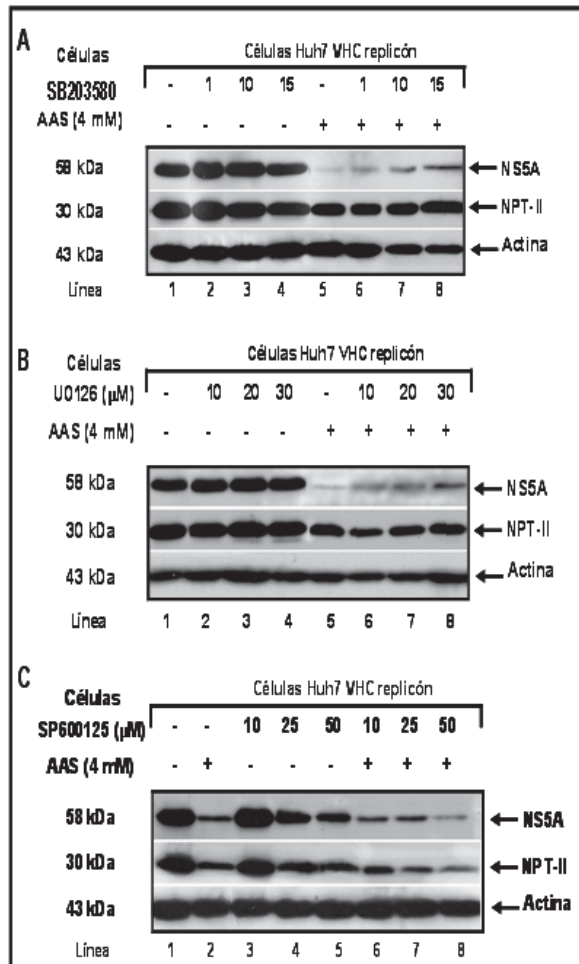 A
Células Células Huh7 VHC replicón
SB203580 - 1 10 15 - 1 10 15
AAS (4 mM) - - - - + + + +
58 kDa NS5A
30 kDa NPT-II
43 kDa Actina
Línea 1 2 3 4 5 6 7 8
B
Células Células Huh7 VHC replicón
U0126 (µM) - 10 20 30 - 10 20 30
AAS (4 mM) - - - - + + + +
58 kDa NS5A
30 kDa NPT-II
43 kDa Actina
Línea 1 2 3 4 5 6 7 8
C
Células Células Huh7 VHC replicón
SP600125 (µM) - - 10 25 50 10 25 50
AAS (4 mM) - + - - - + + +
58 kDa NS5A
30 kDa NPT-II
43 kDa Actina
Línea 1 2 3 4 5 6 7 8